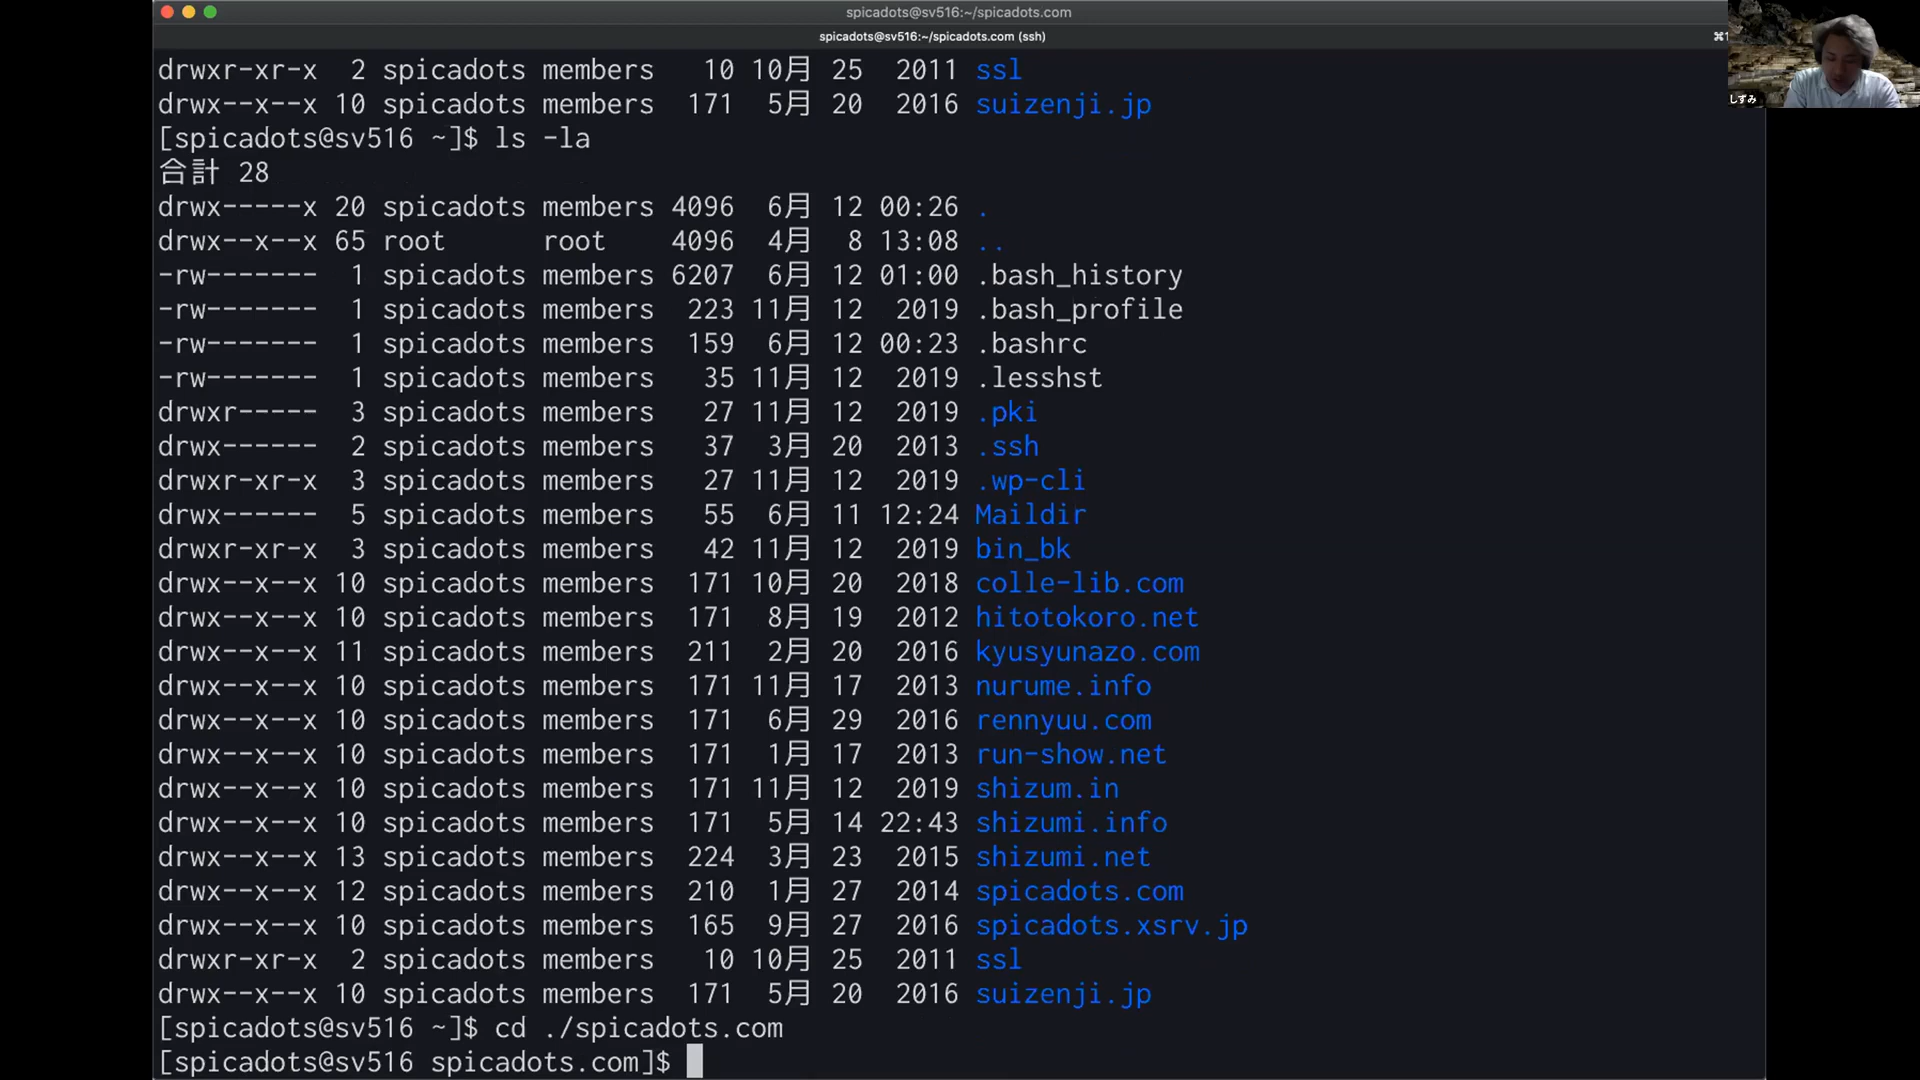 spicadots@sv516:~/spicadots.com
spicadots@sv516:~/spicadots.com (ssh)
⌘1
しずみ
drwxr-xr-x  2 spicadots members   10 10月 25  2011 ssl
drwx--x--x 10 spicadots members  171  5月 20  2016 suizenji.jp
[spicadots@sv516 ~]$ ls -la
合計 28
drwx-----x 20 spicadots members 4096  6月 12 00:26 .
drwx--x--x 65 root      root    4096  4月  8 13:08 ..
-rw-------  1 spicadots members 6207  6月 12 01:00 .bash_history
-rw-------  1 spicadots members  223 11月 12  2019 .bash_profile
-rw-------  1 spicadots members  159  6月 12 00:23 .bashrc
-rw-------  1 spicadots members   35 11月 12  2019 .lesshst
drwxr-----  3 spicadots members   27 11月 12  2019 .pki
drwx------  2 spicadots members   37  3月 20  2013 .ssh
drwxr-xr-x  3 spicadots members   27 11月 12  2019 .wp-cli
drwx------  5 spicadots members   55  6月 11 12:24 Maildir
drwxr-xr-x  3 spicadots members   42 11月 12  2019 bin_bk
drwx--x--x 10 spicadots members  171 10月 20  2018 colle-lib.com
drwx--x--x 10 spicadots members  171  8月 19  2012 hitotokoro.net
drwx--x--x 11 spicadots members  211  2月 20  2016 kyusyunazo.com
drwx--x--x 10 spicadots members  171 11月 17  2013 nurume.info
drwx--x--x 10 spicadots members  171  6月 29  2016 rennyuu.com
drwx--x--x 10 spicadots members  171  1月 17  2013 run-show.net
drwx--x--x 10 spicadots members  171 11月 12  2019 shizum.in
drwx--x--x 10 spicadots members  171  5月 14 22:43 shizumi.info
drwx--x--x 13 spicadots members  224  3月 23  2015 shizumi.net
drwx--x--x 12 spicadots members  210  1月 27  2014 spicadots.com
drwx--x--x 10 spicadots members  165  9月 27  2016 spicadots.xsrv.jp
drwxr-xr-x  2 spicadots members   10 10月 25  2011 ssl
drwx--x--x 10 spicadots members  171  5月 20  2016 suizenji.jp
[spicadots@sv516 ~]$ cd ./spicadots.com
[spicadots@sv516 spicadots.com]$